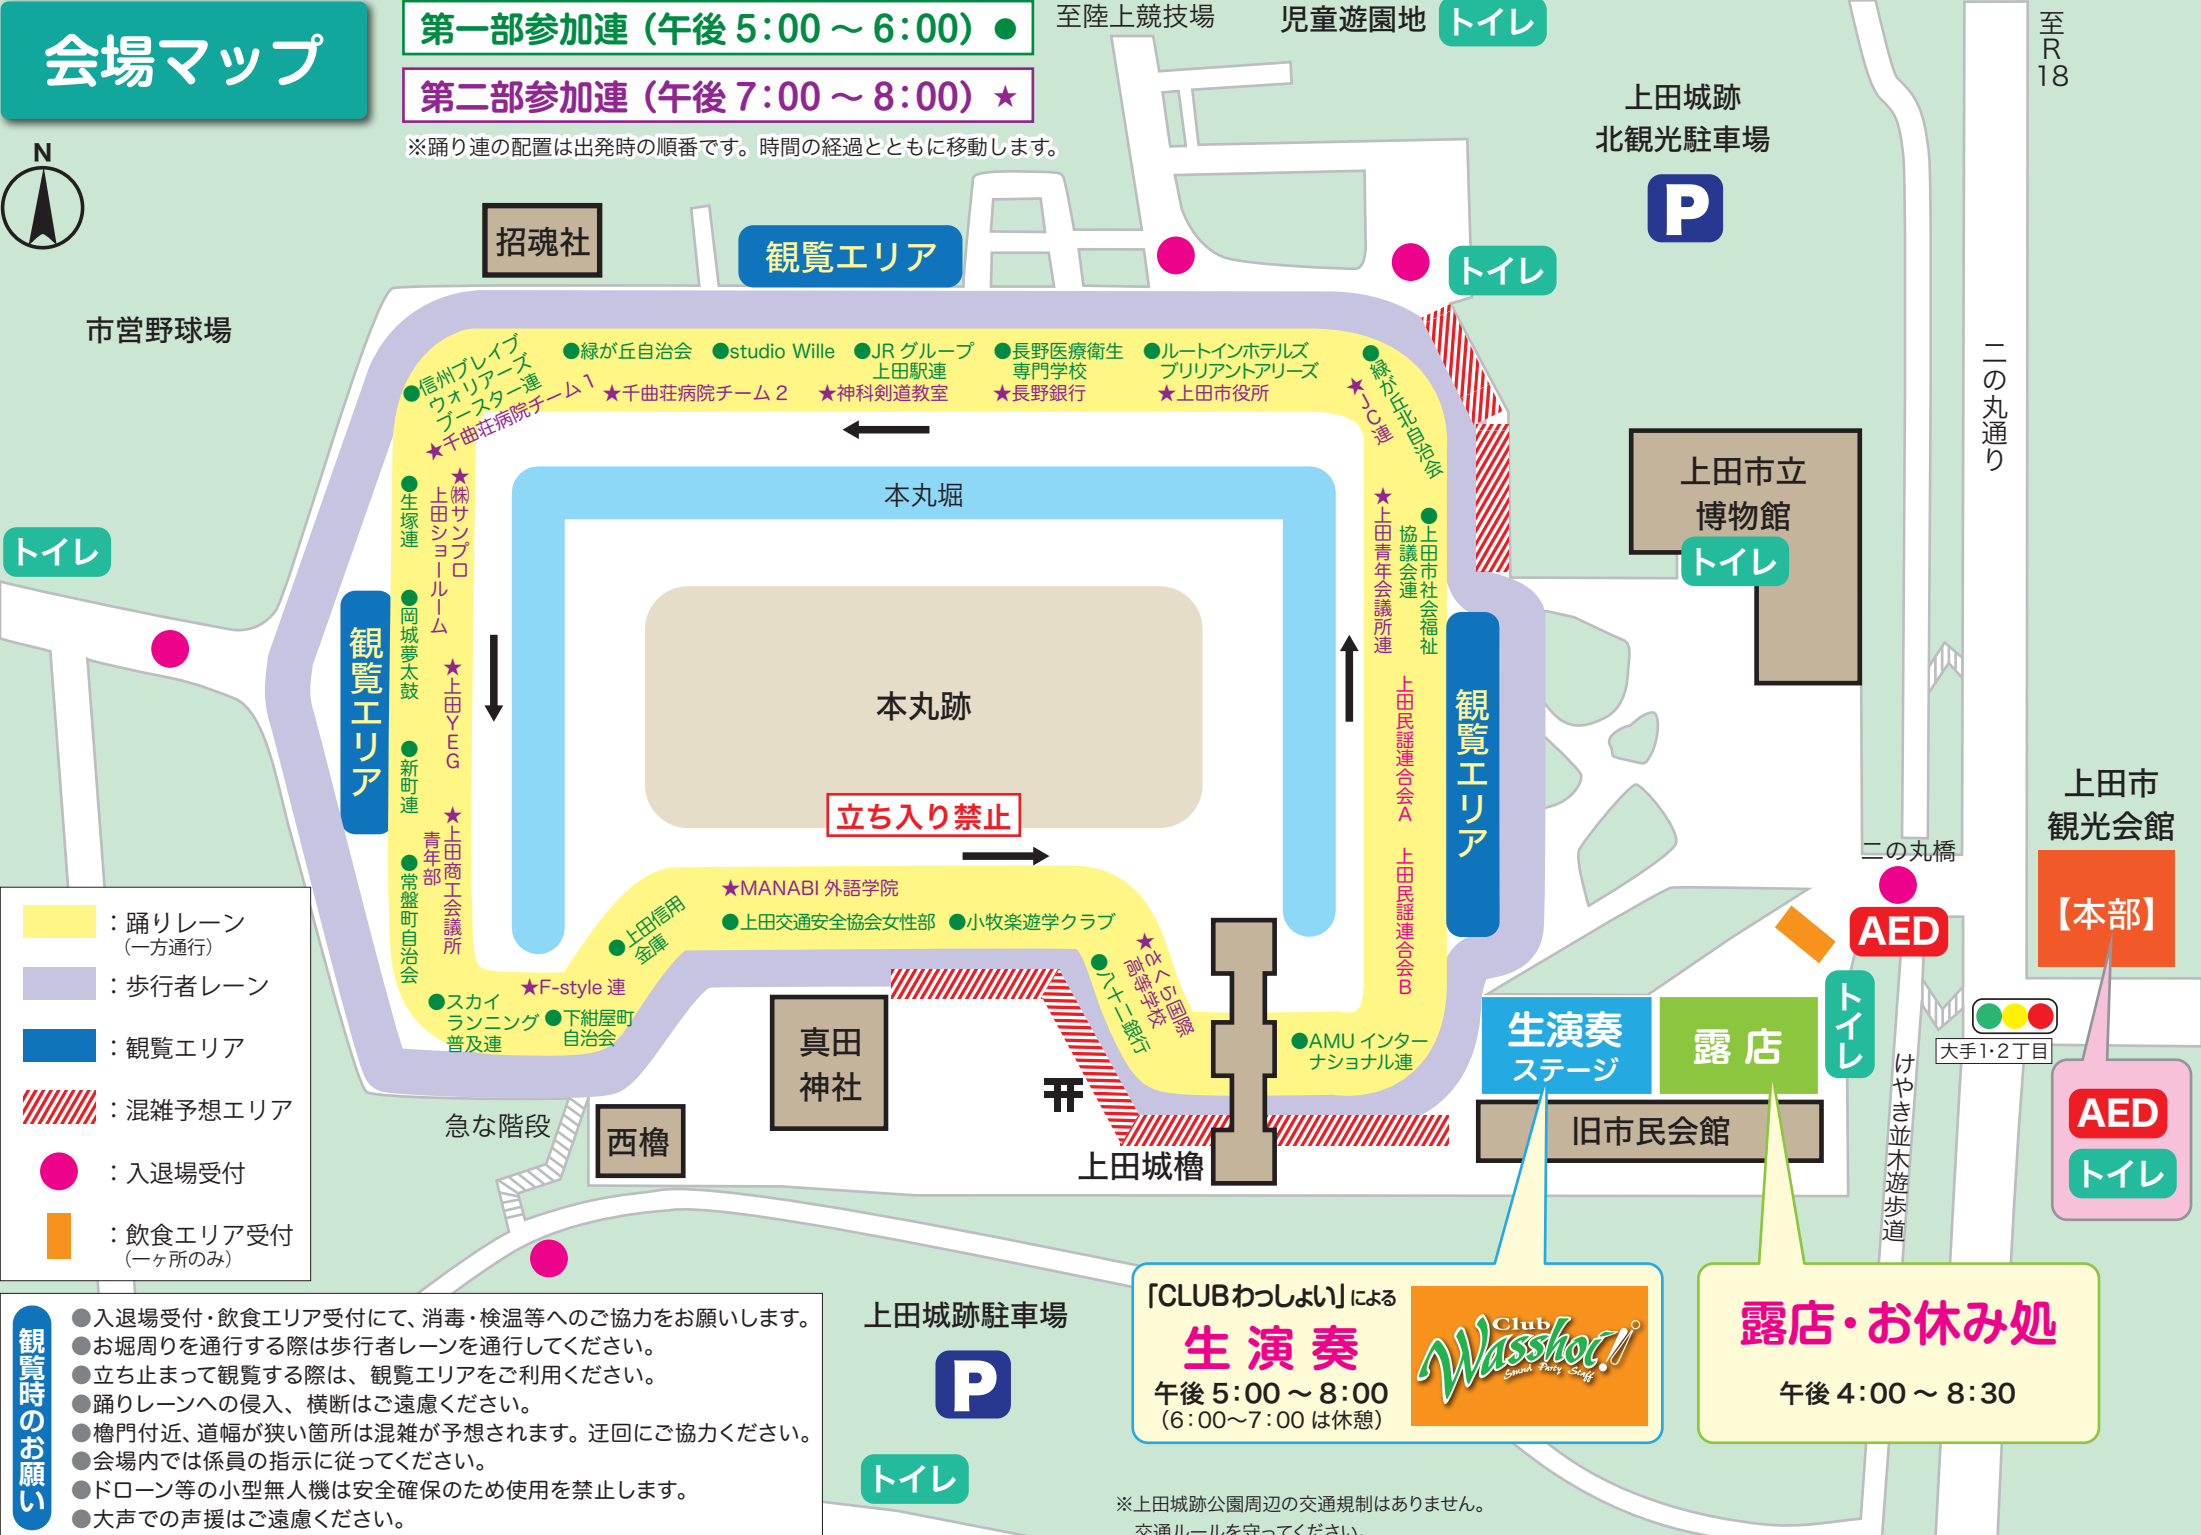 会場マップ
第一部参加連（午後 5：00 ～ 6：00）●
第二部参加連（午後 7：00 ～ 8：00）★
※踊り連の配置は出発時の順番です。時間の経過とともに移動します。
至陸上競技場
児童遊園地
トイレ
至R18
上田城跡
北観光駐車場
P
N
招魂社
観覧エリア
トイレ
市営野球場
二の丸通り
●信州ブレイブ
ウォリアーズ
ブースター連
●緑が丘自治会
●studio Wille
●JR グループ
上田駅連
●長野医療衛生
専門学校
●ルートインホテルズ
ブリリアントアリーズ
●緑が丘北自治会
★千曲荘病院チーム1
★千曲荘病院チーム 2
★神科剣道教室
★長野銀行
★上田市役所
★JC連
本丸堀
上田市立
博物館
トイレ
トイレ
●生塚連
★㈱サンプロ
上田ショールーム
●岡城夢太鼓
★上田YEG
●新町連
★上田商工会議所
青年部
●常盤町自治会
観覧エリア
本丸跡
立ち入り禁止
★上田青年会議所連
●上田市社会福祉
協議会連
上田民謡連合会A
上田民謡連合会B
観覧エリア
★MANABI 外語学院
●上田信用
金庫
●上田交通安全協会女性部
●小牧楽遊学クラブ
★さくら国際
高等学校
●八十二銀行
★F-style 連
●スカイ
ランニング
普及連
●下紺屋町
自治会
●AMU インター
ナショナル連
二の丸橋
AED
トイレ
上田市
観光会館
【本部】
AED
トイレ
大手1・2丁目
けやき並木遊歩道
生演奏
ステージ
露 店
旧市民会館
真田
神社
西櫓
急な階段
上田城櫓
：踊りレーン
（一方通行）
：歩行者レーン
：観覧エリア
：混雑予想エリア
：入退場受付
：飲食エリア受付
（一ヶ所のみ）
観覧時のお願い
●入退場受付・飲食エリア受付にて、消毒・検温等へのご協力をお願いします。
●お堀周りを通行する際は歩行者レーンを通行してください。
●立ち止まって観覧する際は、観覧エリアをご利用ください。
●踊りレーンへの侵入、横断はご遠慮ください。
●櫓門付近、道幅が狭い箇所は混雑が予想されます。迂回にご協力ください。
●会場内では係員の指示に従ってください。
●ドローン等の小型無人機は安全確保のため使用を禁止します。
●大声での声援はご遠慮ください。
上田城跡駐車場
P
トイレ
「CLUBわっしょい」による
生 演 奏
午後 5：00 ～ 8：00
（6：00～7：00 は休憩）
Club
Wasshoi!
Sound Party Staff
露店・お休み処
午後 4：00 ～ 8：30
※上田城跡公園周辺の交通規制はありません。
交通ルールを守ってください。